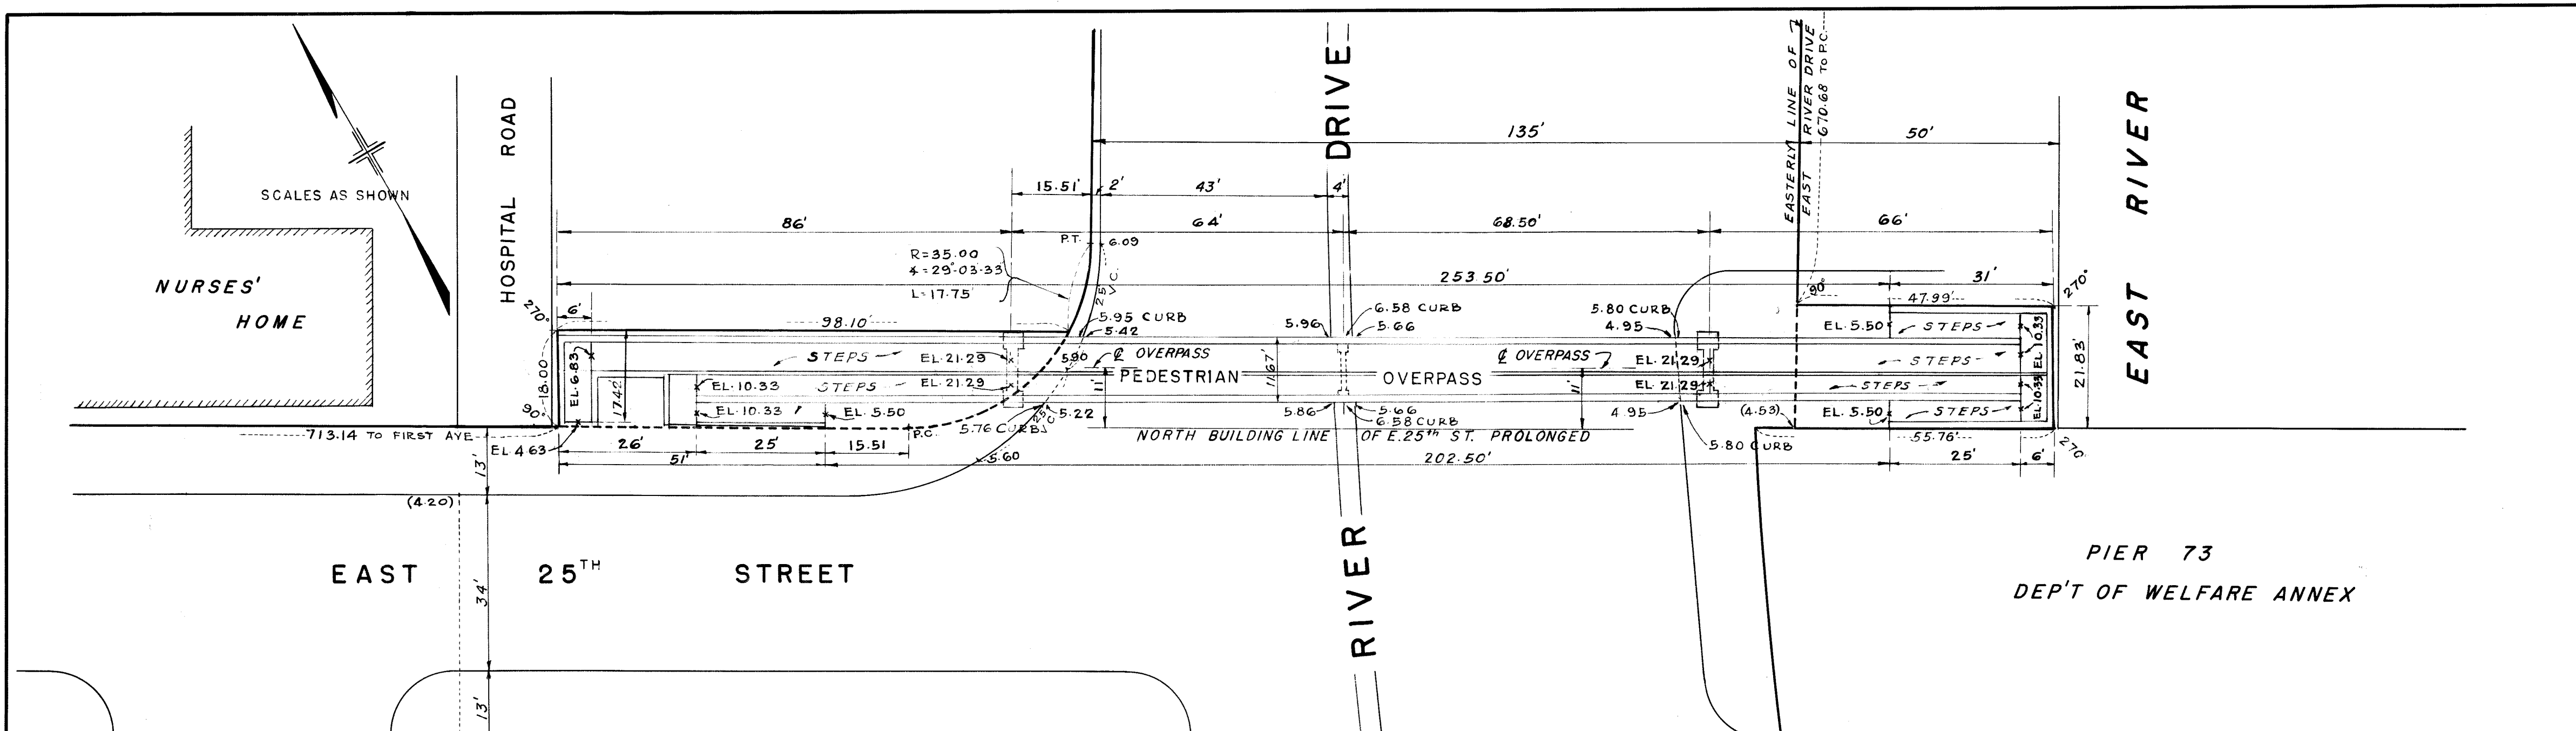 SCALES AS SHOWN
NURSES'
HOME
HOSPITAL ROAD
EAST 25TH STREET
RIVER DRIVE
EASTERLY LINE OF
EAST RIVER DRIVE
670.68 TO P.C.
EAST RIVER
135'
50'
15.51'
2'
43'
4'
86'
64'
68.50'
66'
P.T.
6.09
R=35.00
∡=29°-03-33'
L=17.75'
253.50'
31'
25' V.C.
90°
47.99'
270°
270°
6'
98.10'
5.95 CURB
5.42
5.96
6.58 CURB
5.66
5.80 CURB
4.95
EL. 5.50
STEPS
EL. 10.33
18.00
EL. 6.83
17.42'
STEPS
EL. 21.29
5.90
℄ OVERPASS
℄ OVERPASS
EL. 21.29
STEPS
EL. 10.33
STEPS
EL. 21.29
11'
PEDESTRIAN OVERPASS
11.67'
11'
EL. 21.29
STEPS
EL. 10.33
21.83'
90°
EL. 10.33
EL. 5.50
5.22
5.86
5.66
6.58 CURB
4.95
(4.53)
EL. 5.50
STEPS
713.14 TO FIRST AVE
P.C.
5.76 CURB
25' V.C.
NORTH BUILDING LINE OF E.25th ST. PROLONGED
5.80 CURB
55.76'
270°
EL 4.63
26'
25'
15.51
5.60
51'
202.50'
25'
6'
13'
(4.20)
34'
13'
PIER 73
DEP'T OF WELFARE ANNEX